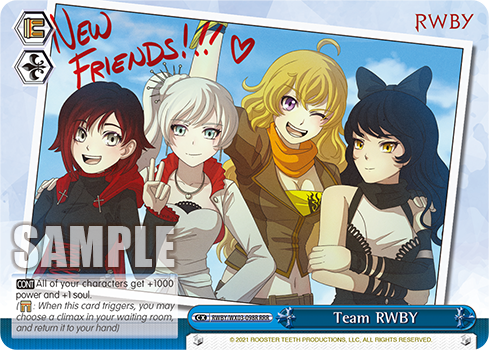 RWBY
NEW
FRIENDS!!! ♡
SAMPLE
CONT All of your characters get +1000
power and +1 soul.
: When this card triggers, you may
choose a climax in your waiting room,
and return it to your hand)
CX
Team RWBY
© 2021 ROOSTER TEETH PRODUCTIONS, LLC, ALL RIGHTS RESERVED.